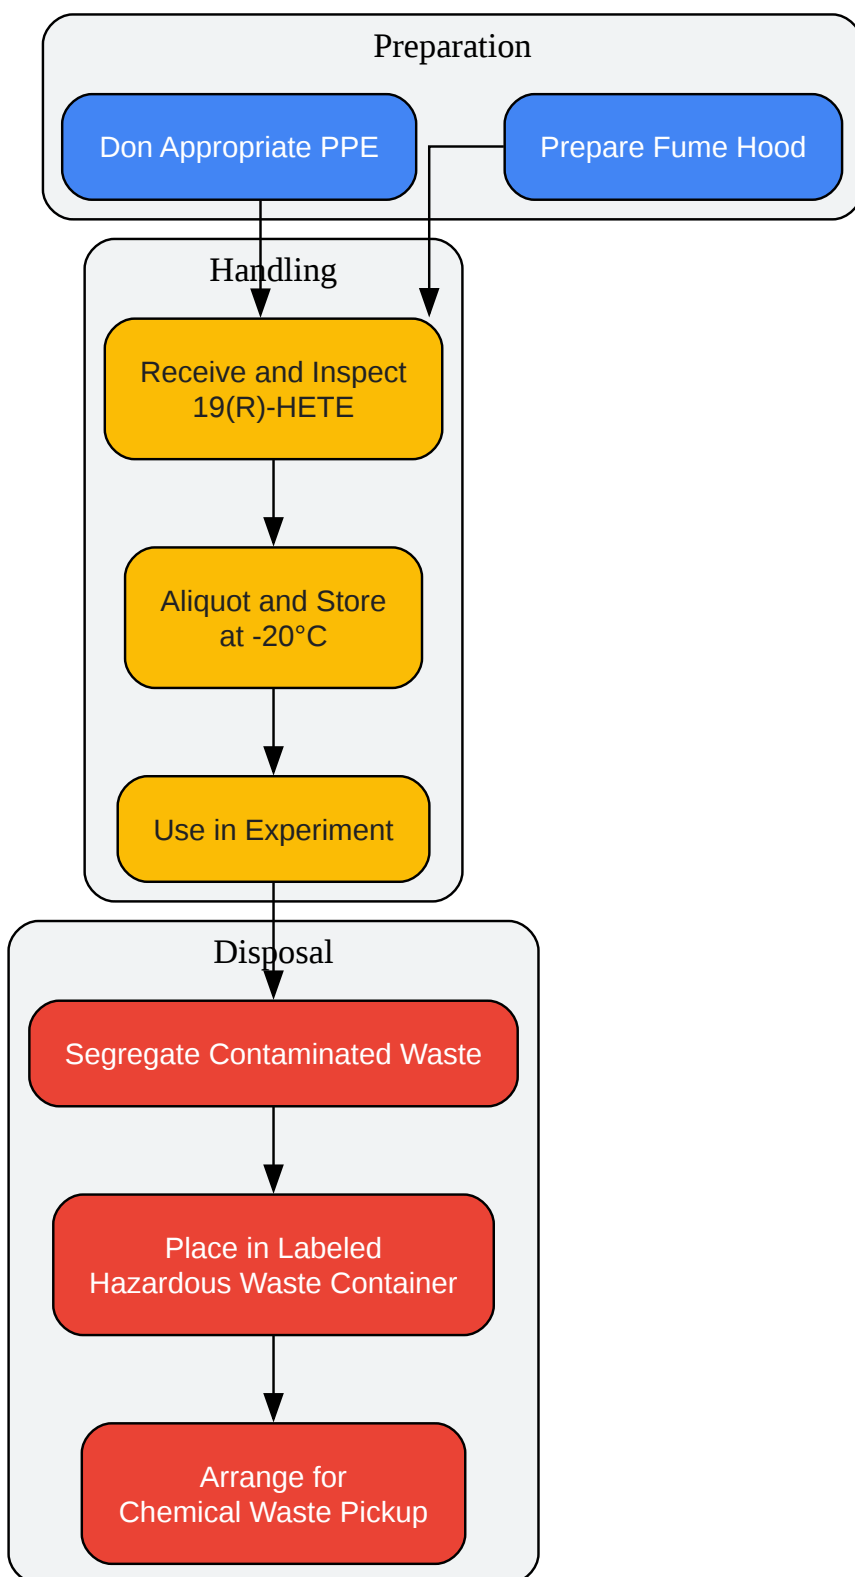 Preparation
Don Appropriate PPE
Prepare Fume Hood
Handling
Receive and Inspect
19(R)-HETE
Aliquot and Store
at -20°C
Use in Experiment
Disposal
Segregate Contaminated Waste
Place in Labeled
Hazardous Waste Container
Arrange for
Chemical Waste Pickup